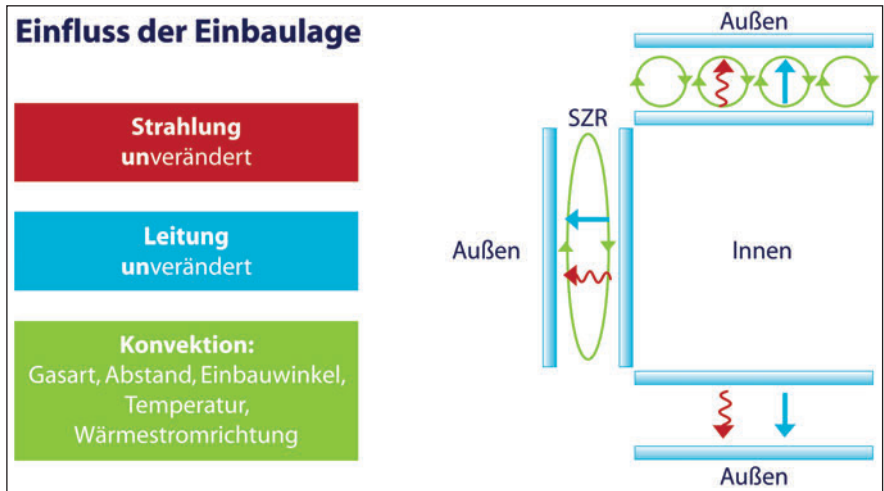 Einfluss der Einbaulage
Strahlung
unverändert
Leitung
unverändert
Konvektion:
Gasart, Abstand, Einbauwinkel,
Temperatur,
Wärmestromrichtung
Außen
SZR
Außen
Innen
Außen